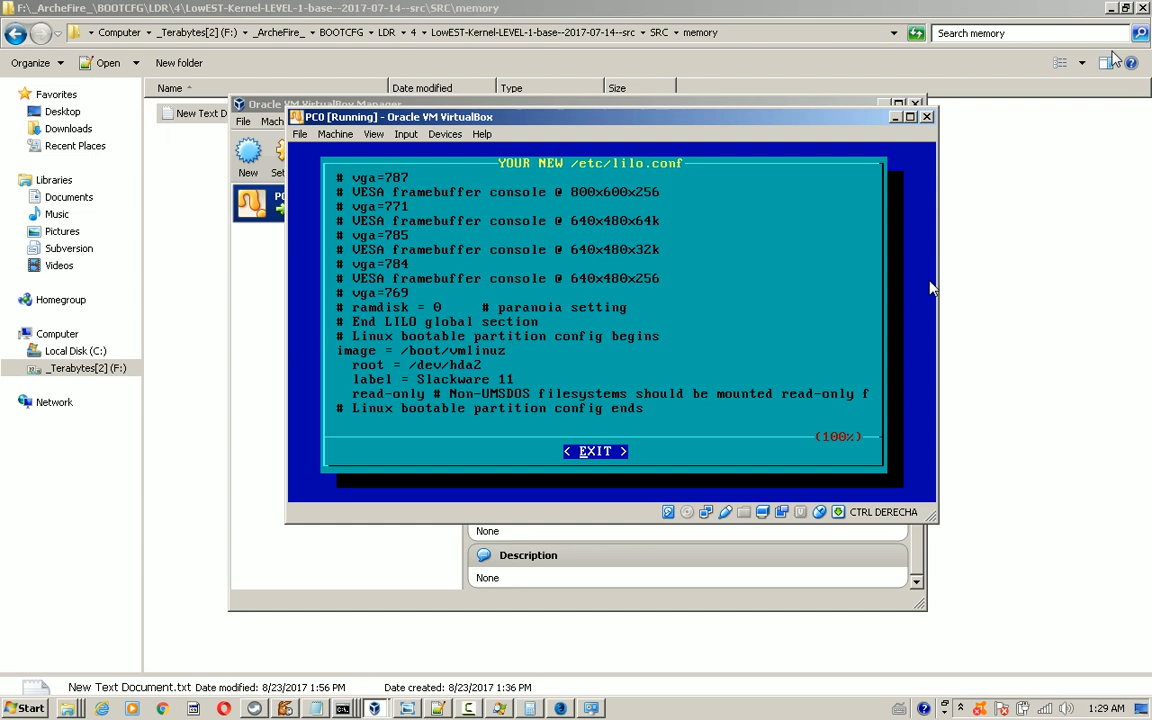 F:\_ArcheFire_\BOOTCFG\LDR\4\LowEST-Kernel-LEVEL-1-base--2017-07-14--src\SRC\memory
Computer _Terabytes[2] (F:) _ArcheFire_ BOOTCFG LDR 4 LowEST-Kernel-LEVEL-1-base--2017-07-14--src SRC memory
Search memory
Organize Open New folder
Favorites
Desktop
Downloads
Recent Places
Libraries
Documents
Music
Pictures
Subversion
Videos
Homegroup
Computer
Local Disk (C:)
_Terabytes[2] (F:)
Network
Name Date modified Type Size
New Text D
Oracle VM VirtualBox Manager
File Mach
New Set
PC
PC0 [Running] - Oracle VM VirtualBox
File Machine View Input Devices Help
YOUR NEW /etc/lilo.conf
# vga=787
# VESA framebuffer console @ 800x600x256
# vga=771
# VESA framebuffer console @ 640x480x64k
# vga=785
# VESA framebuffer console @ 640x480x32k
# vga=784
# VESA framebuffer console @ 640x480x256
# vga=769
# ramdisk = 0 # paranoia setting
# End LILO global section
# Linux bootable partition config begins
image = /boot/vmlinuz
root = /dev/hda2
label = Slackware 11
read-only # Non-UMSDOS filesystems should be mounted read-only f
# Linux bootable partition config ends
(100%)
< EXIT >
CTRL DERECHA
None
Description
None
New Text Document.txt Date modified: 8/23/2017 1:56 PM Date created: 8/23/2017 1:36 PM
Start
1:29 AM